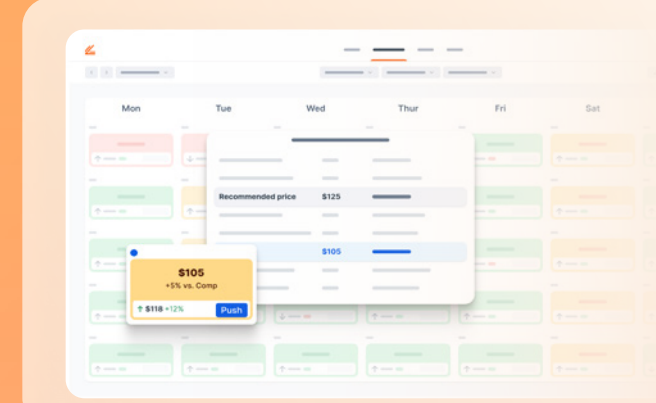 Mon Tue Wed Thur Fri Sat
Recommended price $125
$105
$105
+5% vs. Comp
↑ $118 +12% Push